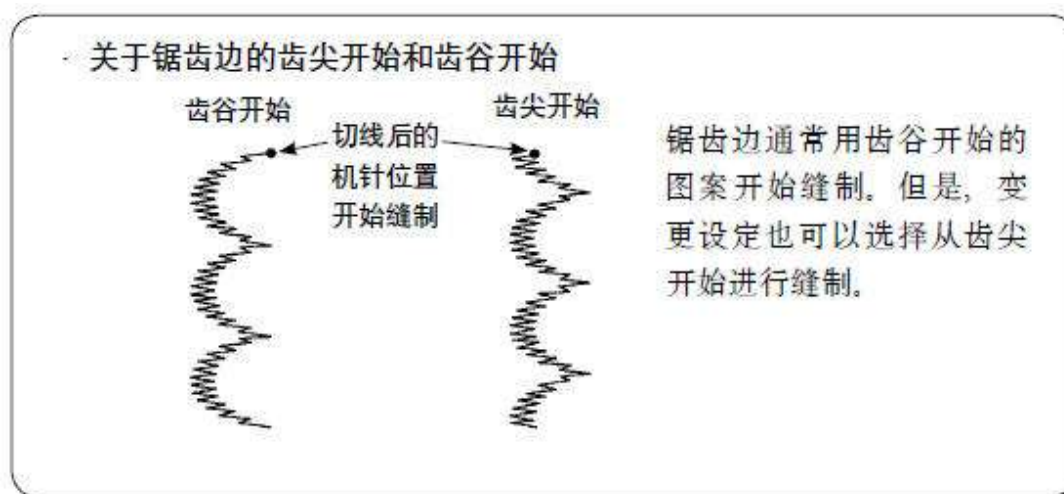 · 关于锯齿边的齿尖开始和齿谷开始
齿谷开始
齿尖开始
切线后的
机针位置
开始缝制
锯齿边通常用齿谷开始的
图案开始缝制。但是，变
更设定也可以选择从齿尖
开始进行缝制。